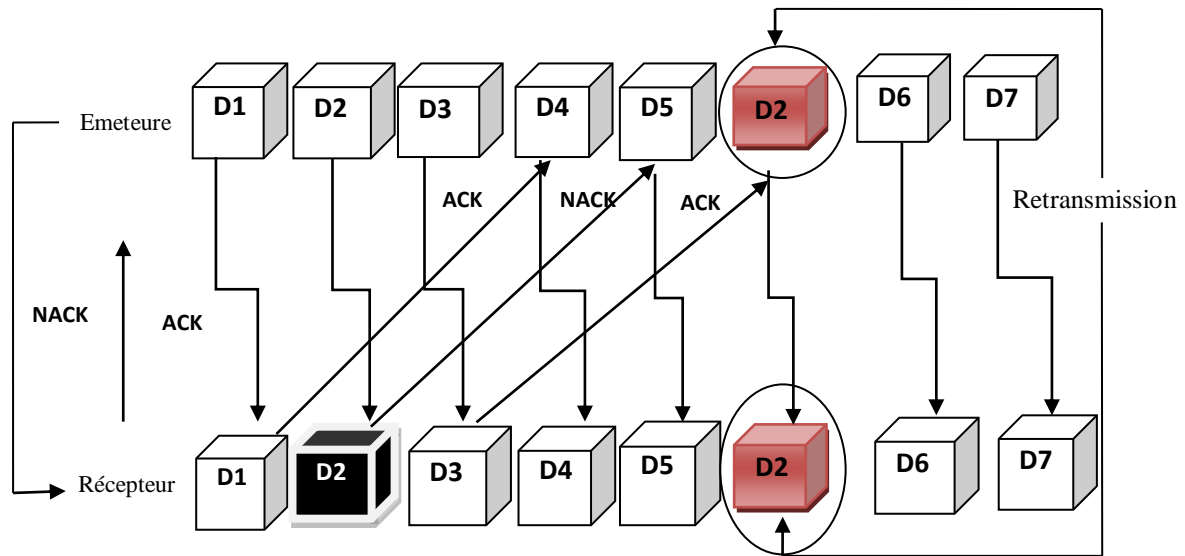 D1 D2 D3 D4 D5 D2 D6 D7
Emeteure
ACK NACK ACK
Retransmission
NACK ACK
D1 D2 D3 D4 D5 D2 D6 D7
Récepteur